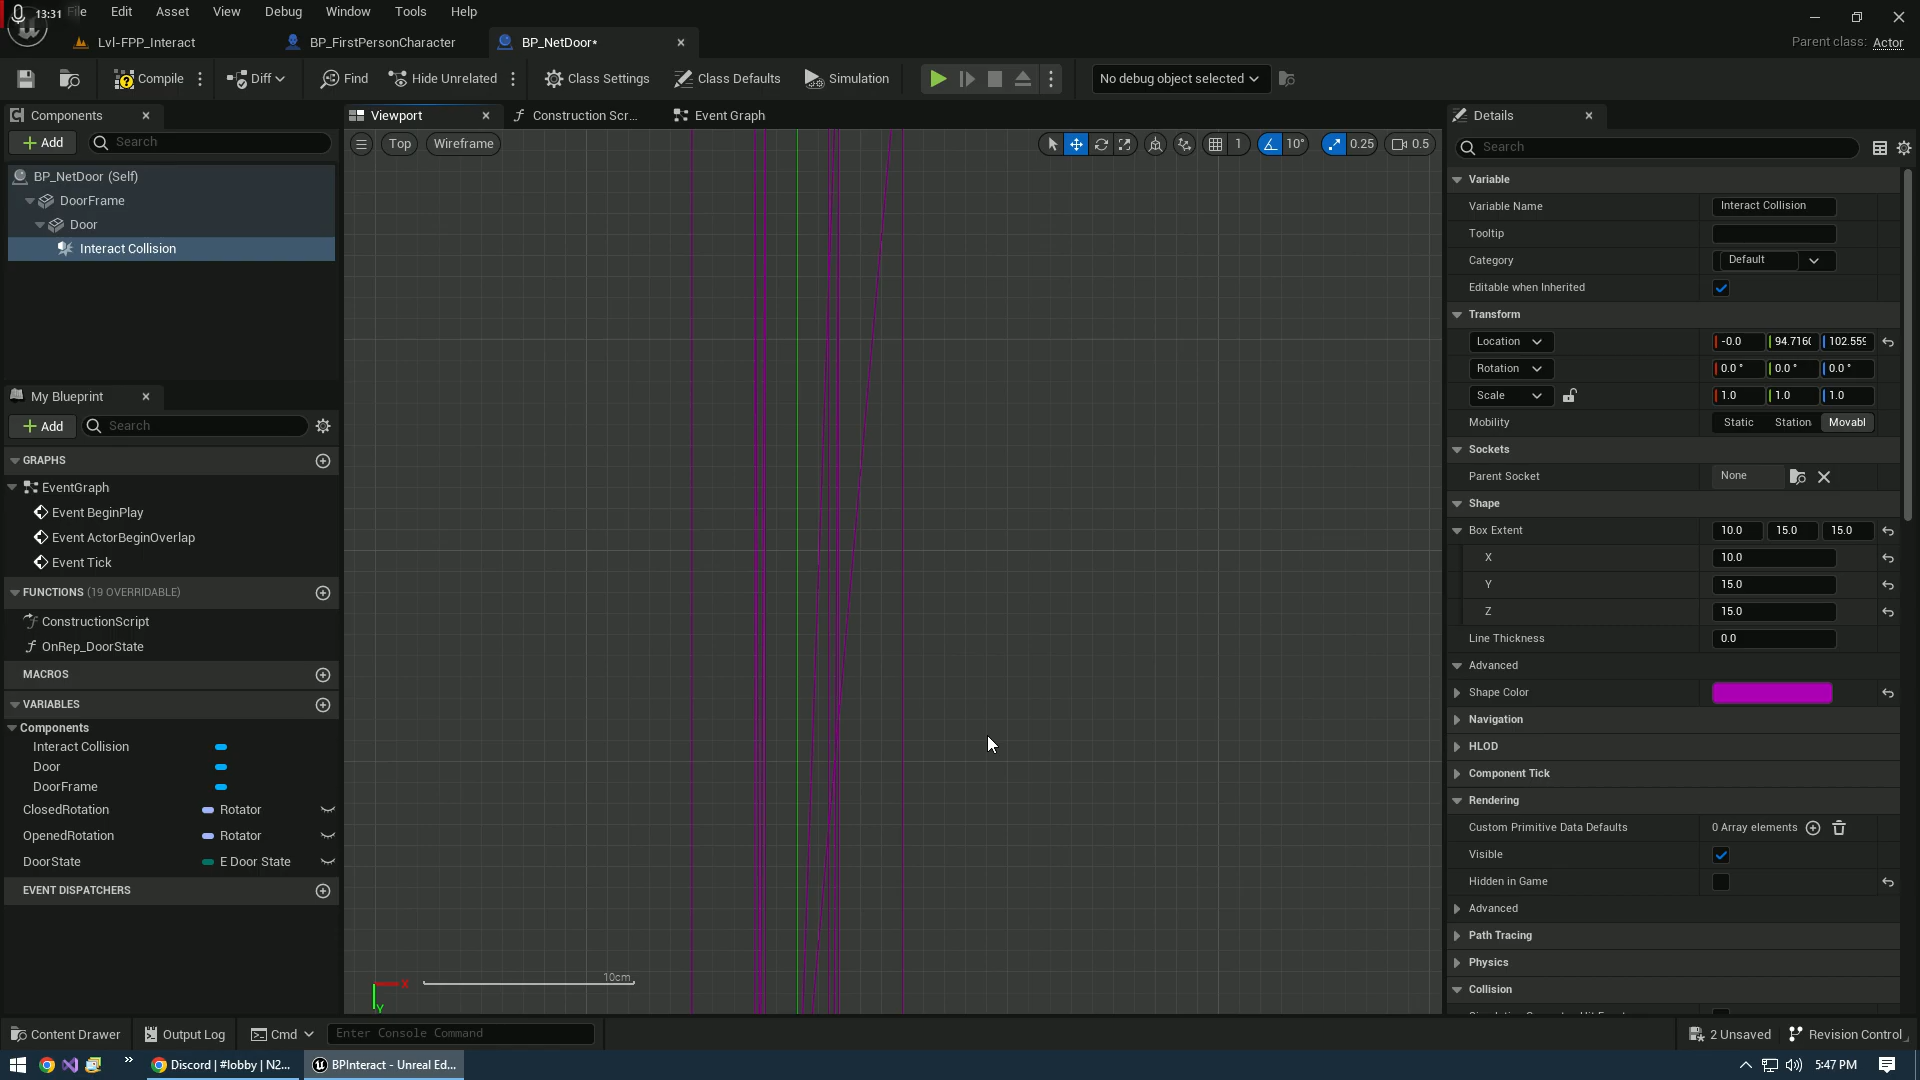 13:31 File Edit Asset View Debug Window Tools Help
Lvl-FPP_Interact BP_FirstPersonCharacter BP_NetDoor* Parent class: Actor
Compile Diff Find Hide Unrelated Class Settings Class Defaults Simulation No debug object selected
Components
Add Search
BP_NetDoor (Self)
DoorFrame
Door
Interact Collision
My Blueprint
Add Search
GRAPHS
EventGraph
Event BeginPlay
Event ActorBeginOverlap
Event Tick
FUNCTIONS (19 OVERRIDABLE)
ConstructionScript
OnRep_DoorState
MACROS
VARIABLES
Components
Interact Collision
Door
DoorFrame
ClosedRotation Rotator
OpenedRotation Rotator
DoorState E Door State
EVENT DISPATCHERS
Viewport Construction Scr... Event Graph
Top Wireframe 1 10° 0.25 0.5
10cm
X
Y
Details
Search
Variable
Variable Name Interact Collision
Tooltip
Category Default
Editable when Inherited
Transform
Location -0.0 94.716( 102.559
Rotation 0.0 ° 0.0 ° 0.0 °
Scale 1.0 1.0 1.0
Mobility Static Station Movabl
Sockets
Parent Socket None
Shape
Box Extent 10.0 15.0 15.0
X 10.0
Y 15.0
Z 15.0
Line Thickness 0.0
Advanced
Shape Color
Navigation
HLOD
Component Tick
Rendering
Custom Primitive Data Defaults 0 Array elements
Visible
Hidden in Game
Advanced
Path Tracing
Physics
Collision
Content Drawer Output Log Cmd Enter Console Command 2 Unsaved Revision Control
Discord | #lobby | N2... BPInteract - Unreal Ed... 5:47 PM